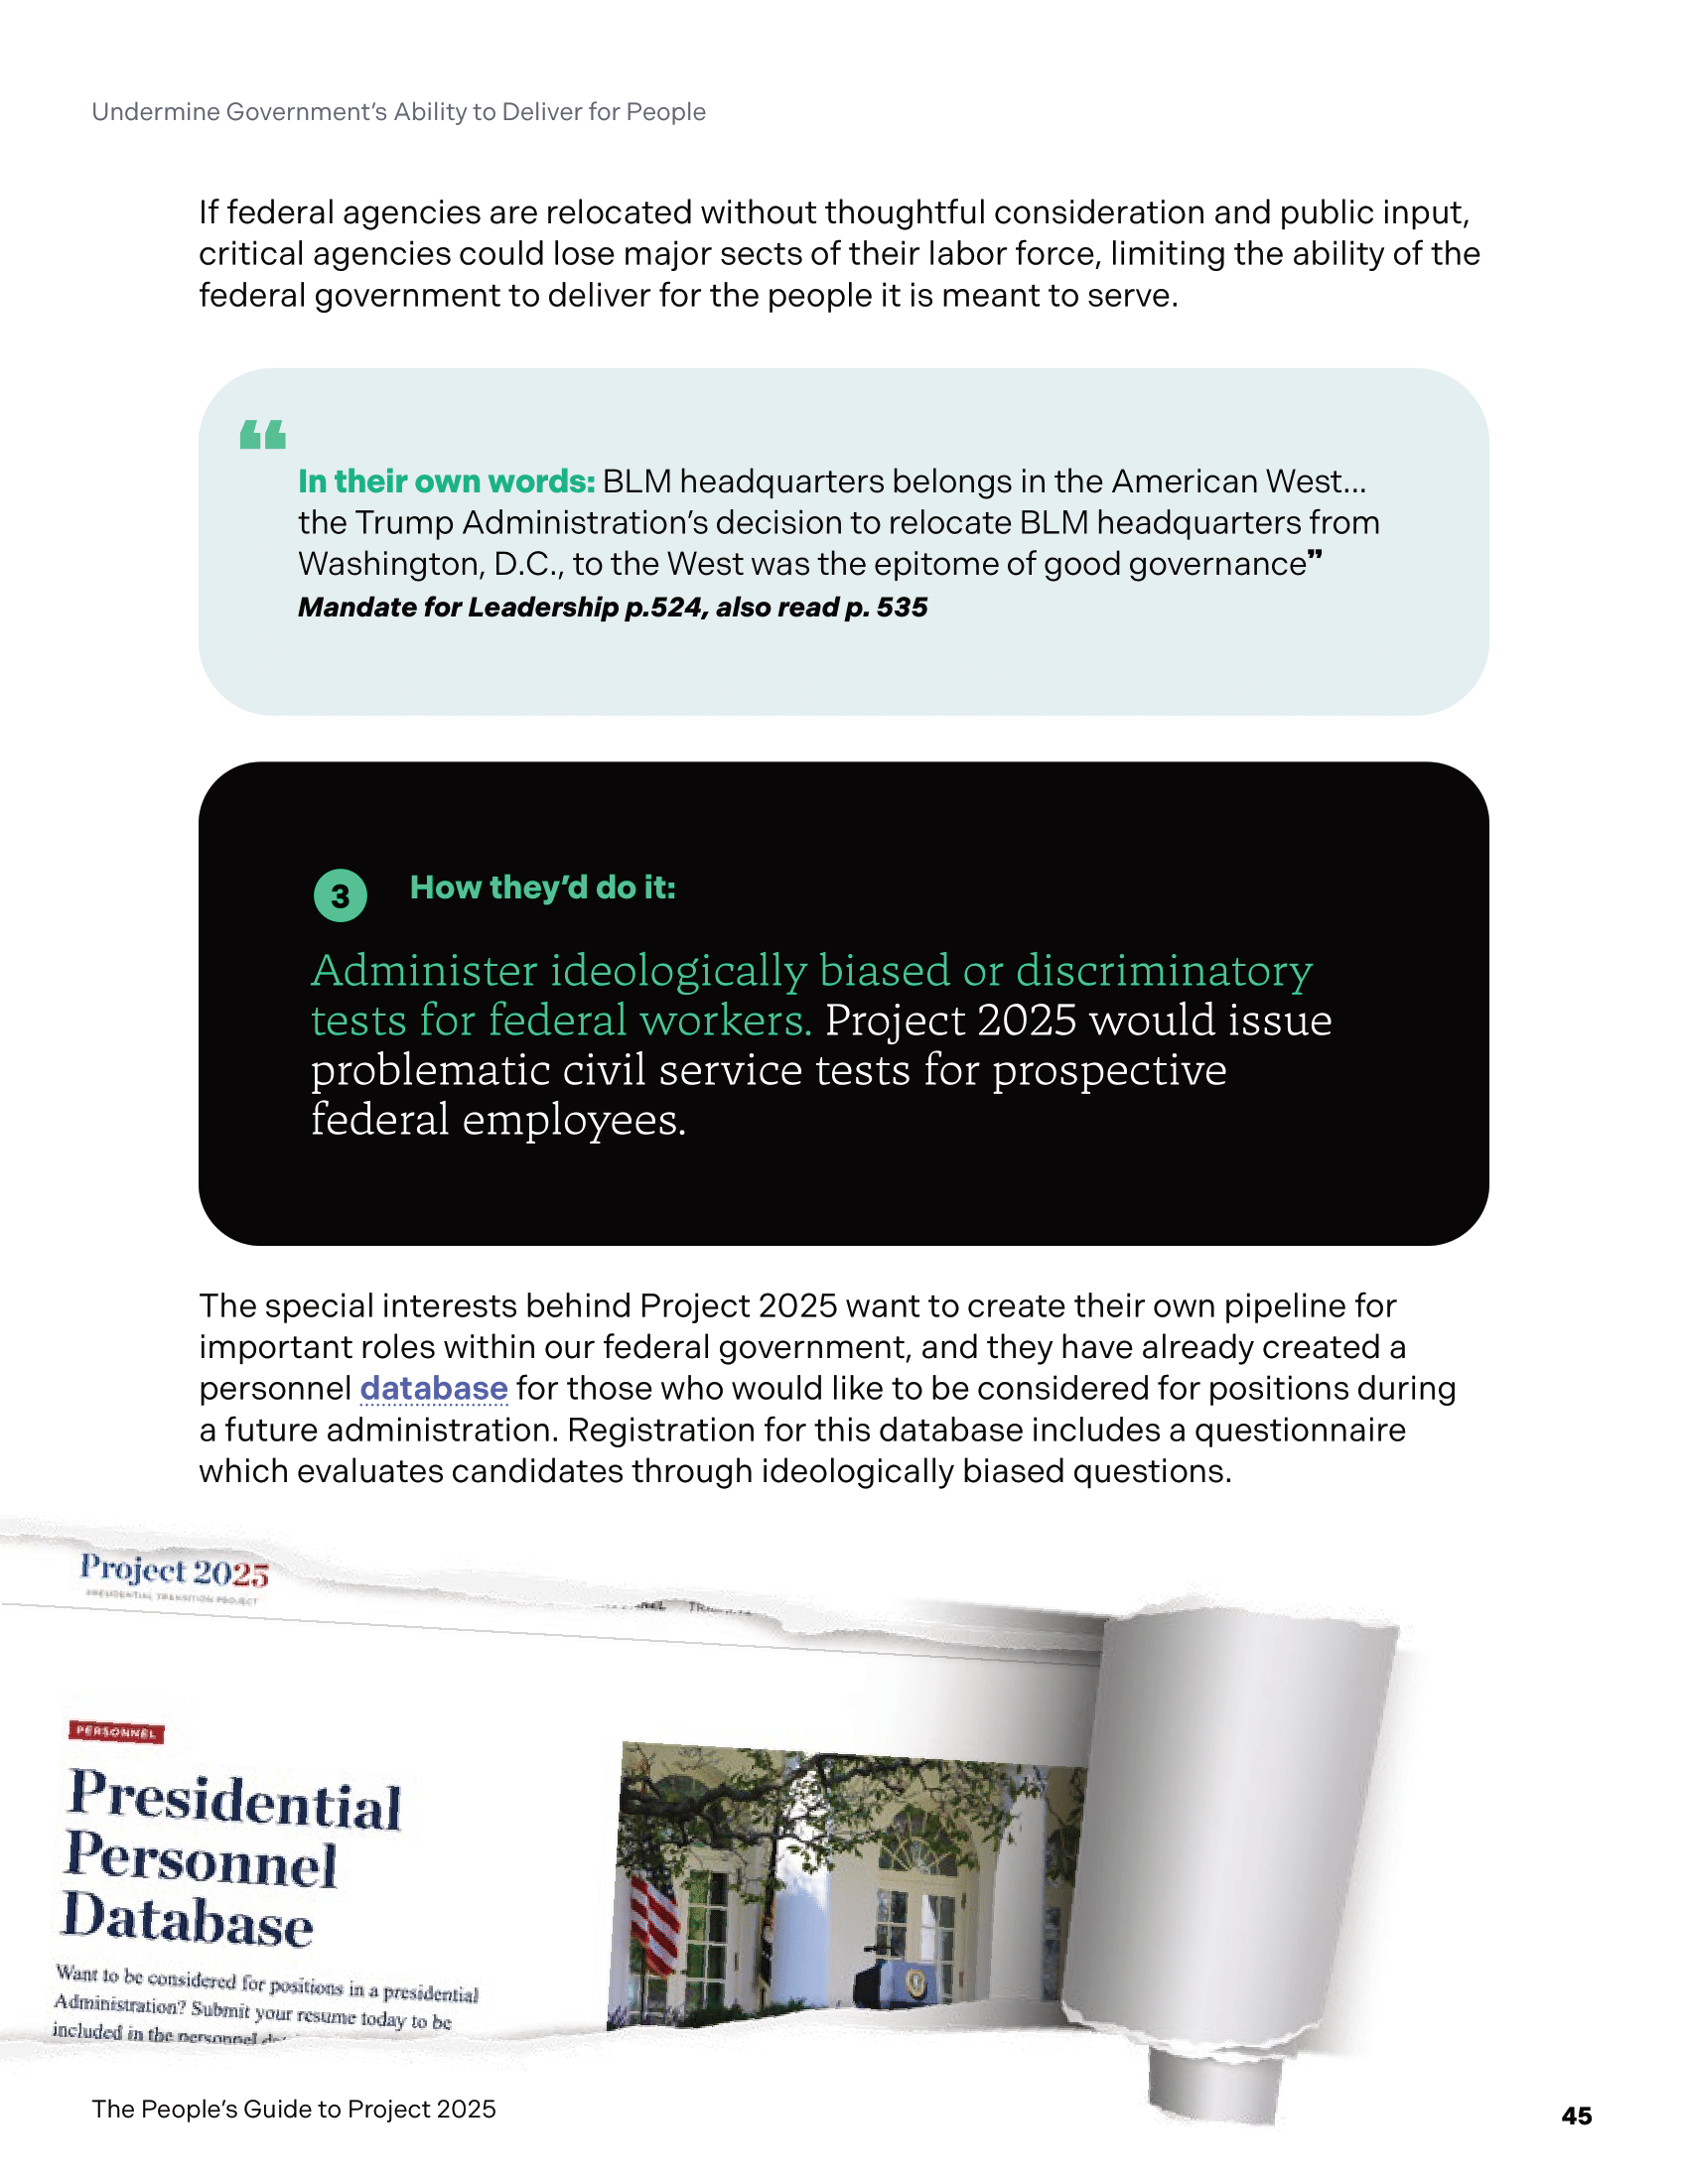 Undermine Government's Ability to Deliver for People
If federal agencies are relocated without thoughtful consideration and public input,
critical agencies could lose major sects of their labor force, limiting the ability of the
federal government to deliver for the people it is meant to serve.
“
In their own words: BLM headquarters belongs in the American West...
the Trump Administration's decision to relocate BLM headquarters from
Washington, D.C., to the West was the epitome of good governance”
Mandate for Leadership p.524, also read p. 535
3 How they'd do it:
Administer ideologically biased or discriminatory
tests for federal workers. Project 2025 would issue
problematic civil service tests for prospective
federal employees.
The special interests behind Project 2025 want to create their own pipeline for
important roles within our federal government, and they have already created a
personnel database for those who would like to be considered for positions during
a future administration. Registration for this database includes a questionnaire
which evaluates candidates through ideologically biased questions.
Project 2025
PRESIDENTIAL TRANSITION PROJECT
PERSONNEL
Presidential
Personnel
Database
Want to be considered for positions in a presidential
Administration? Submit your resume today to be
included in the personnel
The People's Guide to Project 2025
45